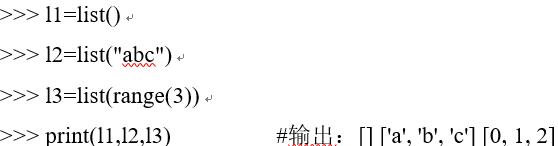 >>> l1=list()
>>> l2=list("abc")
>>> l3=list(range(3))
>>> print(l1,l2,l3) #输出：[] ['a', 'b', 'c'] [0, 1, 2]